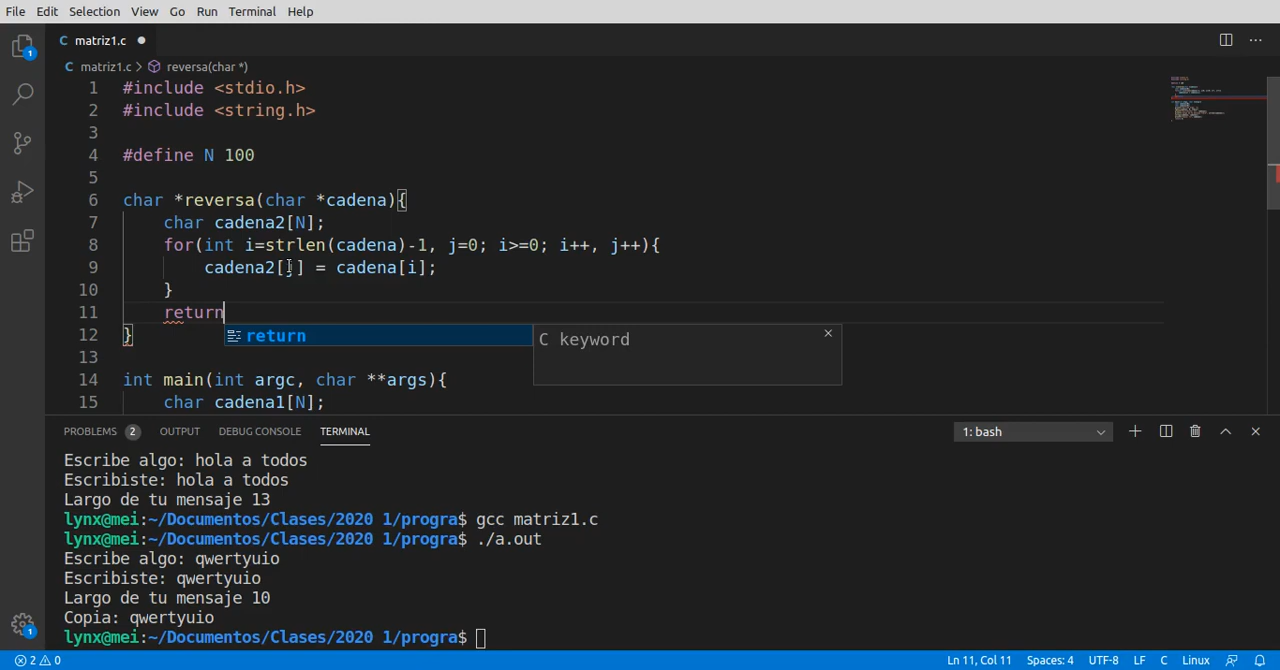 File Edit Selection View Go Run Terminal Help
C matriz1.c ●
C matriz1.c > reversa(char *)
1 #include <stdio.h>
2 #include <string.h>
3
4 #define N 100
5
6 char *reversa(char *cadena){
7 char cadena2[N];
8 for(int i=strlen(cadena)-1, j=0; i>=0; i++, j++){
9 cadena2[j] = cadena[i];
10 }
11 return
12 }
return
C keyword
13
14 int main(int argc, char **args){
15 char cadena1[N];
PROBLEMS 2 OUTPUT DEBUG CONSOLE TERMINAL 1: bash
Escribe algo: hola a todos
Escribiste: hola a todos
Largo de tu mensaje 13
lynx@mei:~/Documentos/Clases/2020 1/progra$ gcc matriz1.c
lynx@mei:~/Documentos/Clases/2020 1/progra$ ./a.out
Escribe algo: qwertyuio
Escribiste: qwertyuio
Largo de tu mensaje 10
Copia: qwertyuio
lynx@mei:~/Documentos/Clases/2020 1/progra$
1
1
2 0 Ln 11, Col 11 Spaces: 4 UTF-8 LF C Linux